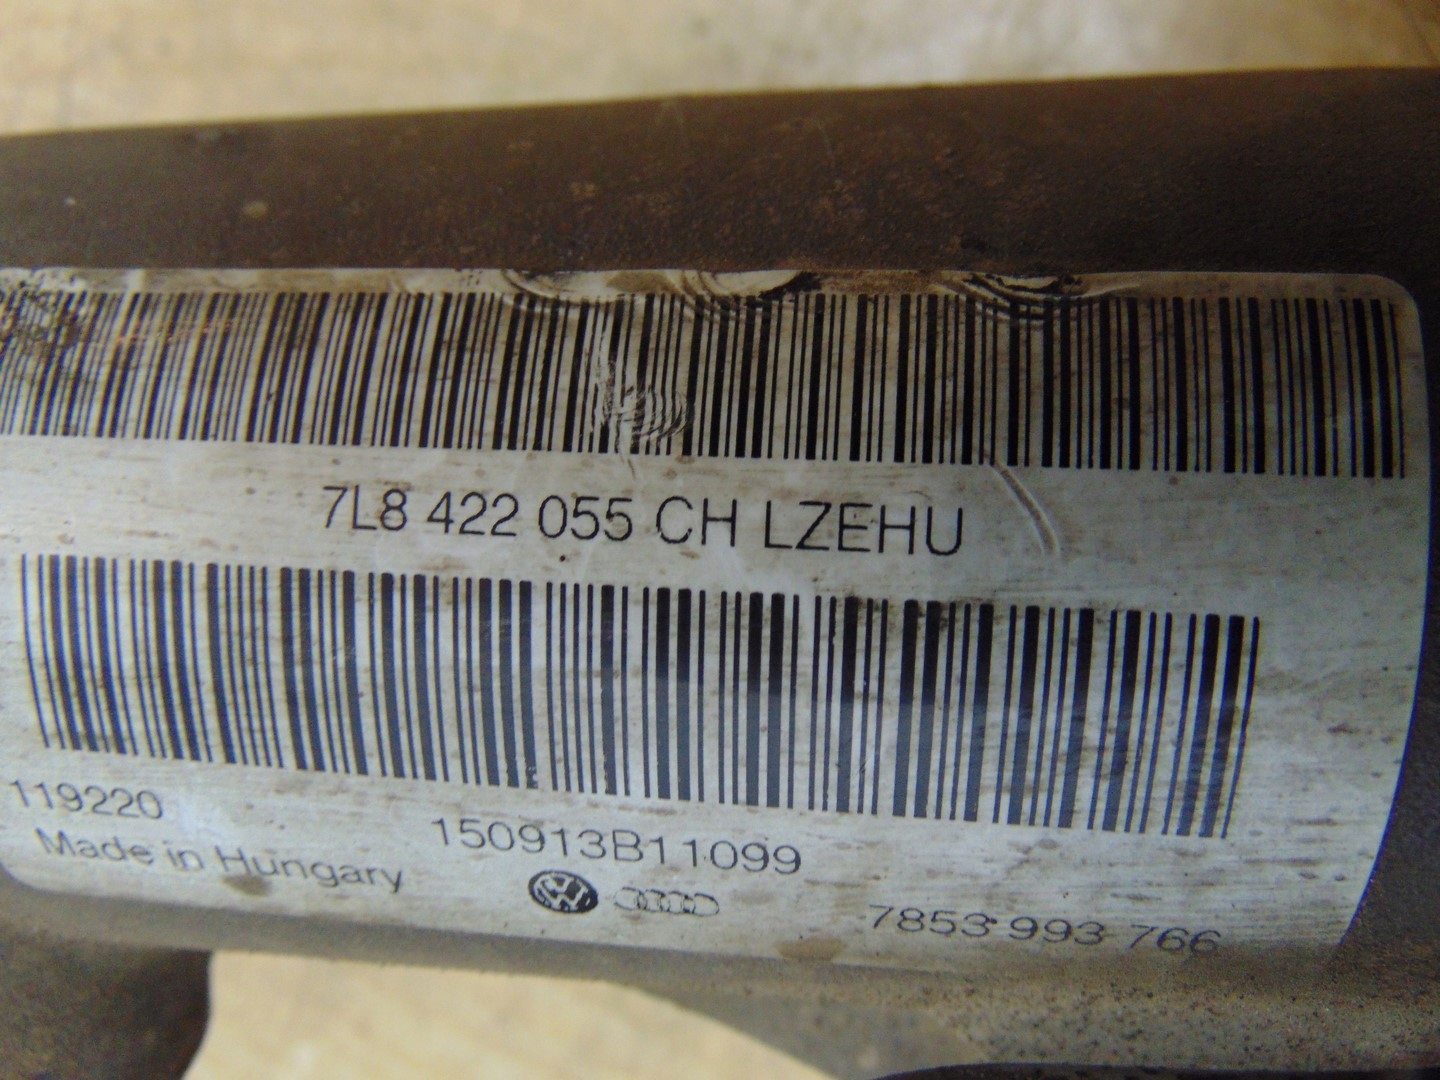 7L8 422 055 CH LZEHU
119220
150913B11099
Made in Hungary
7853 993 766